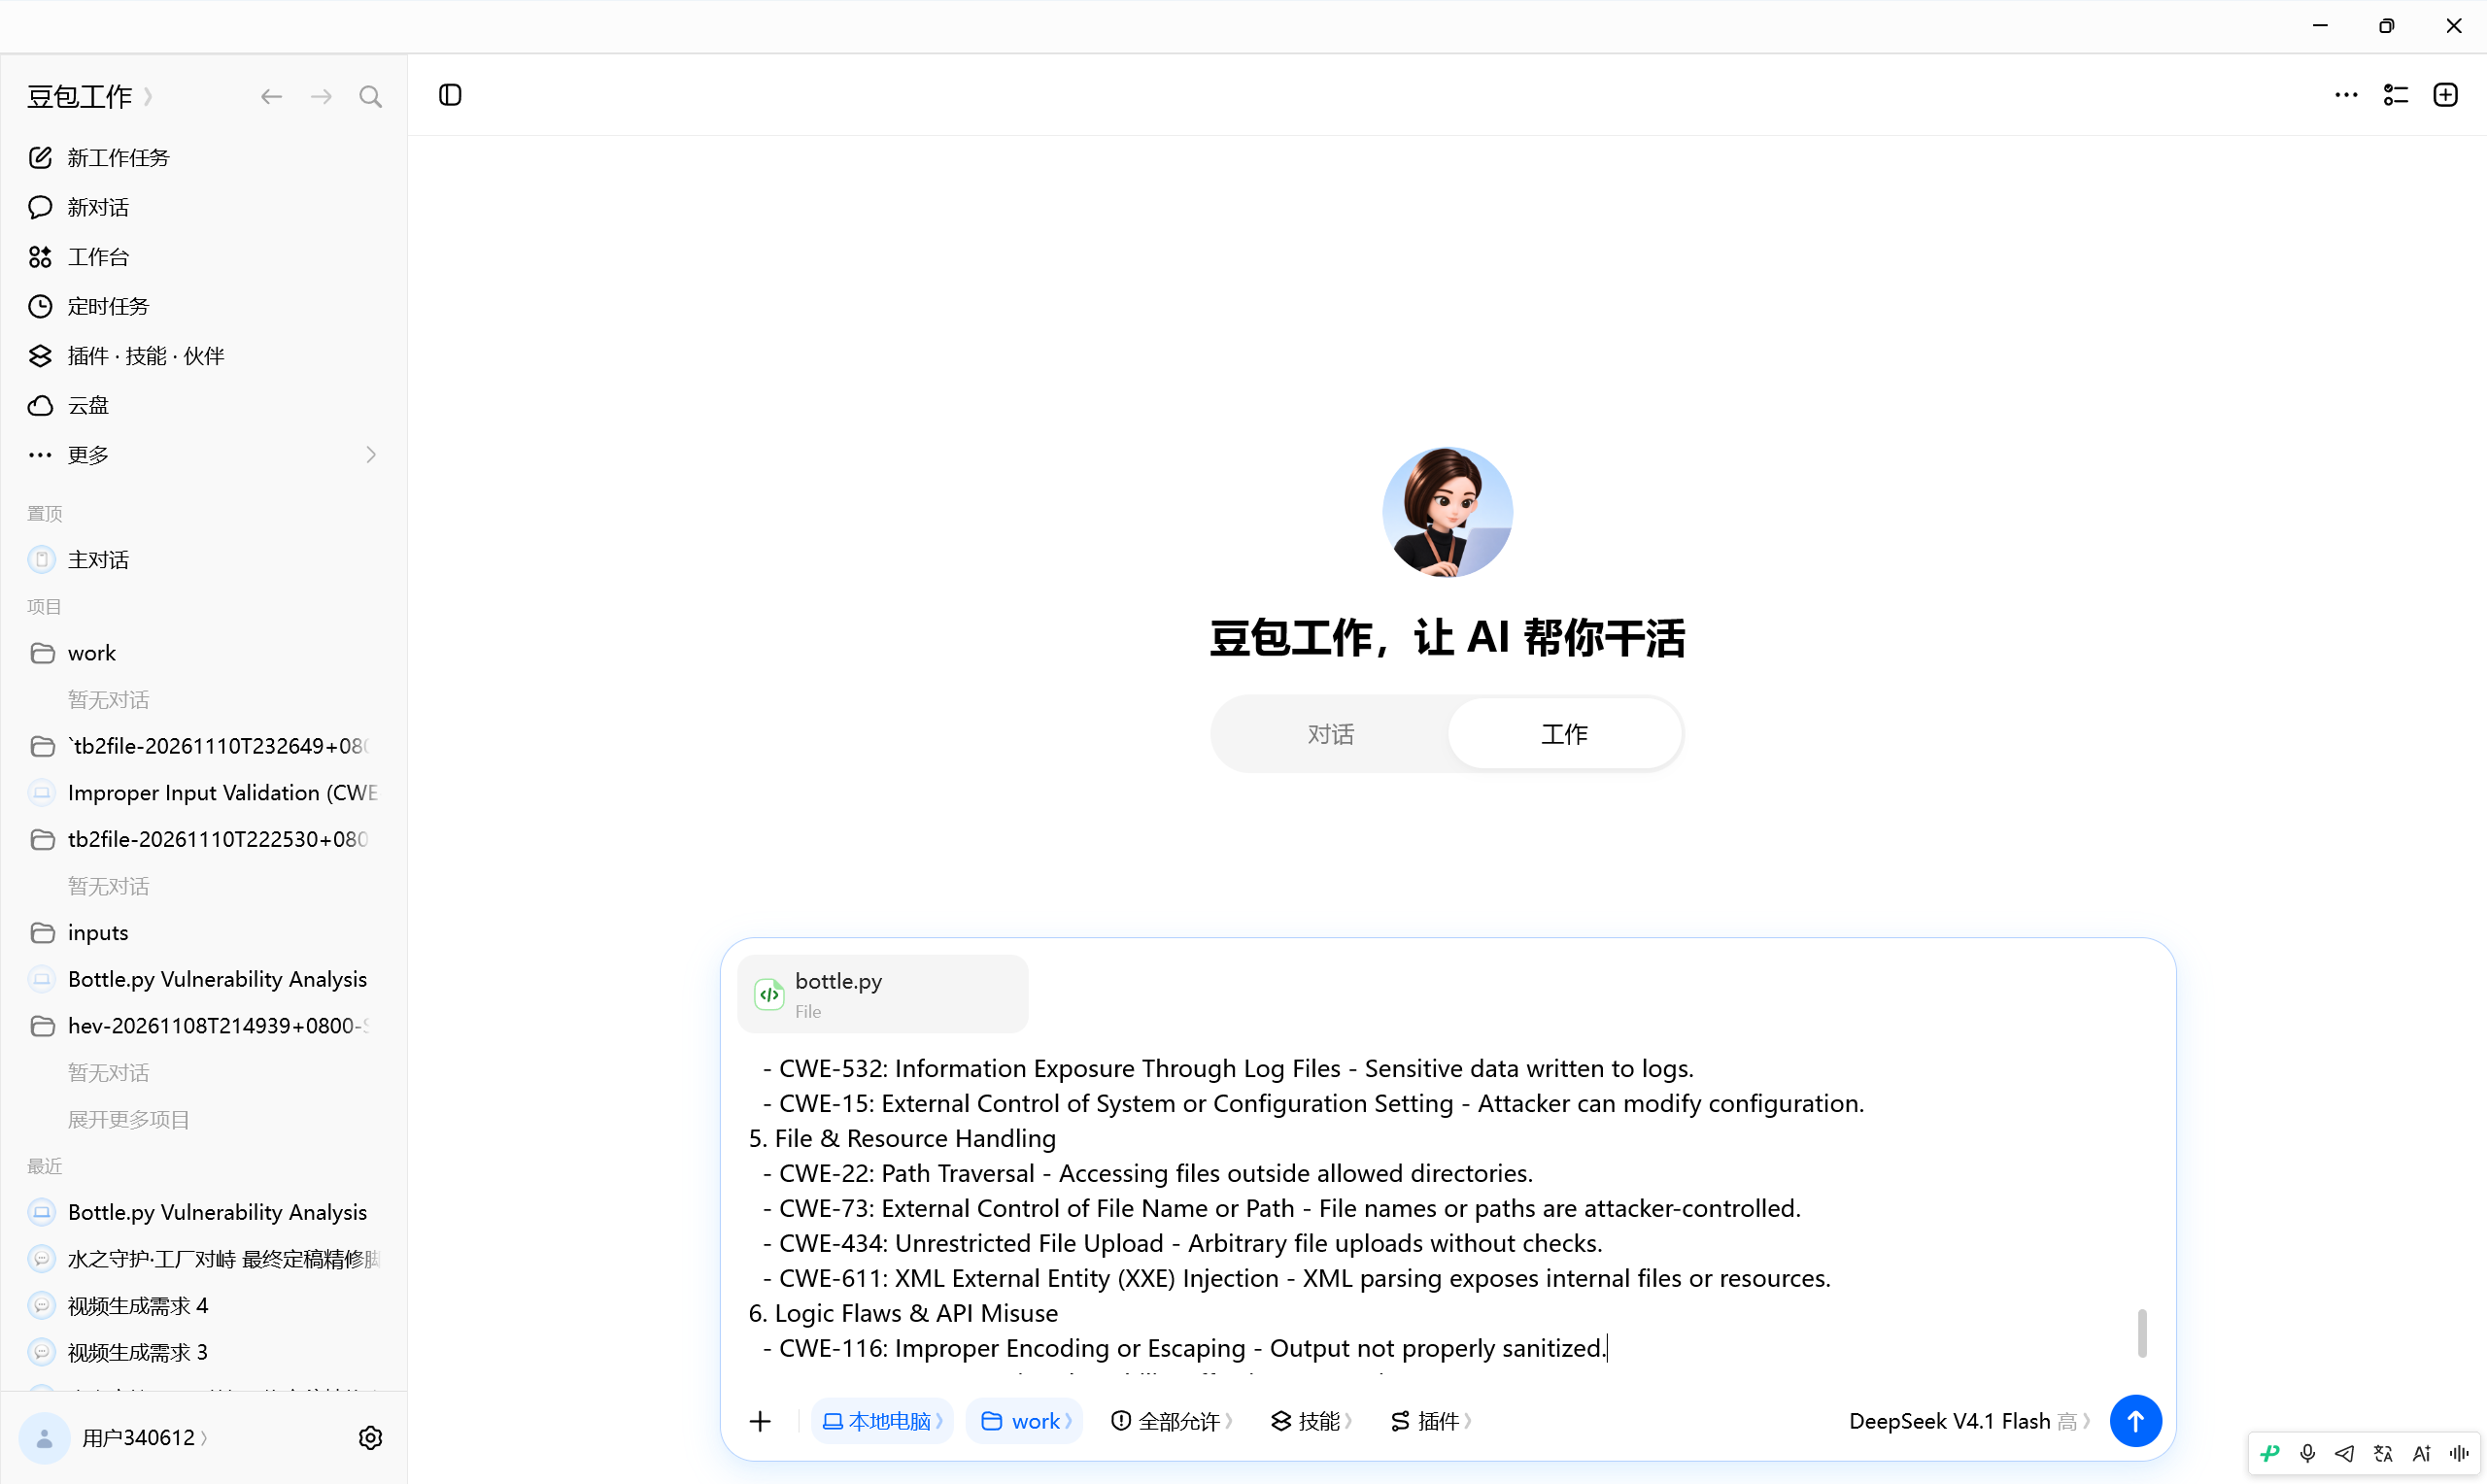 豆包工作
新工作任务
新对话
工作台
定时任务
插件 · 技能 · 伙伴
云盘
更多
置顶
主对话
项目
work
暂无对话
`tb2file-20261110T232649+080
Improper Input Validation (CWE
tb2file-20261110T222530+080
暂无对话
inputs
Bottle.py Vulnerability Analysis
hev-20261108T214939+0800-S
暂无对话
展开更多项目
最近
Bottle.py Vulnerability Analysis
水之守护·工厂对峙 最终定稿精修脚
视频生成需求 4
视频生成需求 3
用户340612
豆包工作，让 AI 帮你干活
对话 工作
bottle.py
File
- CWE-532: Information Exposure Through Log Files - Sensitive data written to logs.
- CWE-15: External Control of System or Configuration Setting - Attacker can modify configuration.
5. File & Resource Handling
- CWE-22: Path Traversal - Accessing files outside allowed directories.
- CWE-73: External Control of File Name or Path - File names or paths are attacker-controlled.
- CWE-434: Unrestricted File Upload - Arbitrary file uploads without checks.
- CWE-611: XML External Entity (XXE) Injection - XML parsing exposes internal files or resources.
6. Logic Flaws & API Misuse
- CWE-116: Improper Encoding or Escaping - Output not properly sanitized.
本地电脑 work 全部允许 技能 插件 DeepSeek V4.1 Flash 高